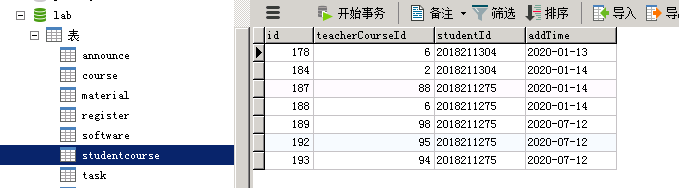 lab
表
announce
course
material
register
software
studentcourse
task
开始事务 备注 筛选 排序 导入
id teacherCourseId studentId addTime
178 6 2018211304 2020-01-13
184 2 2018211304 2020-01-14
187 88 2018211275 2020-01-14
188 6 2018211275 2020-01-14
189 98 2018211275 2020-07-12
192 95 2018211275 2020-07-12
193 94 2018211275 2020-07-12